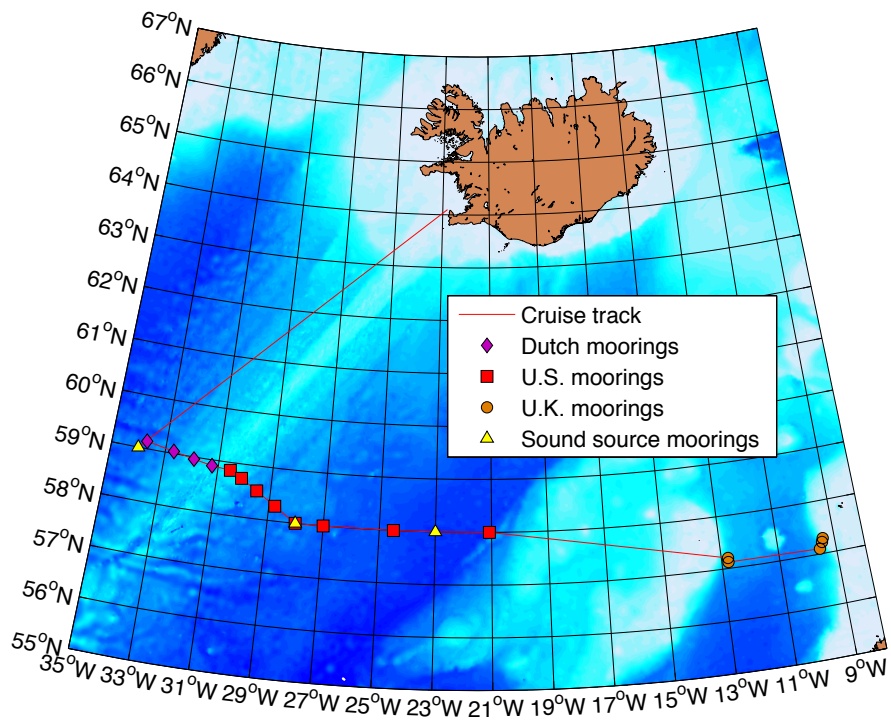 67°N
66°N
65°N
64°N
63°N
62°N
61°N
60°N
59°N
58°N
57°N
56°N
55°N
Cruise track
Dutch moorings
U.S. moorings
U.K. moorings
Sound source moorings
35°W 33°W 31°W 29°W 27°W 25°W 23°W 21°W 19°W 17°W 15°W 13°W 11°W 9°W